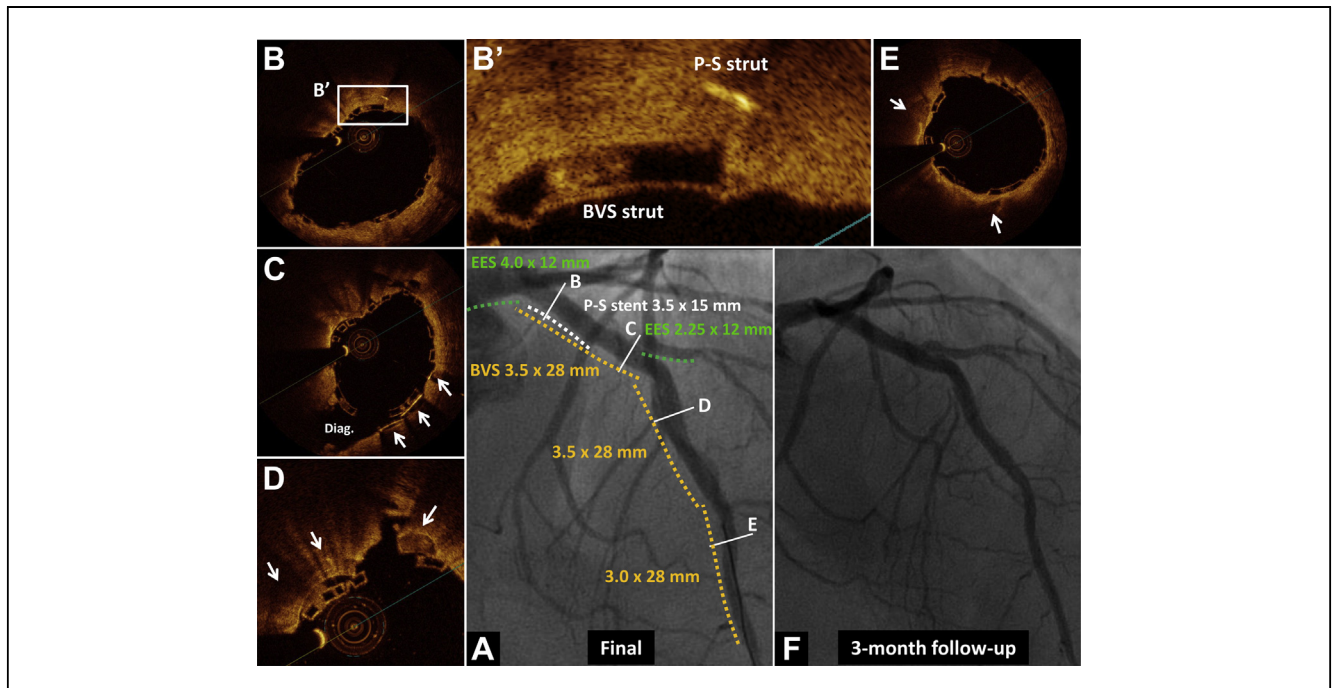 B
B'
B'
P-S strut
BVS strut
E
C
Diag.
D
EES 4.0 x 12 mm
B
P-S stent 3.5 x 15 mm
C
EES 2.25 x 12 mm
BVS 3.5 x 28 mm
D
3.5 x 28 mm
E
3.0 x 28 mm
A
Final
F
3-month follow-up